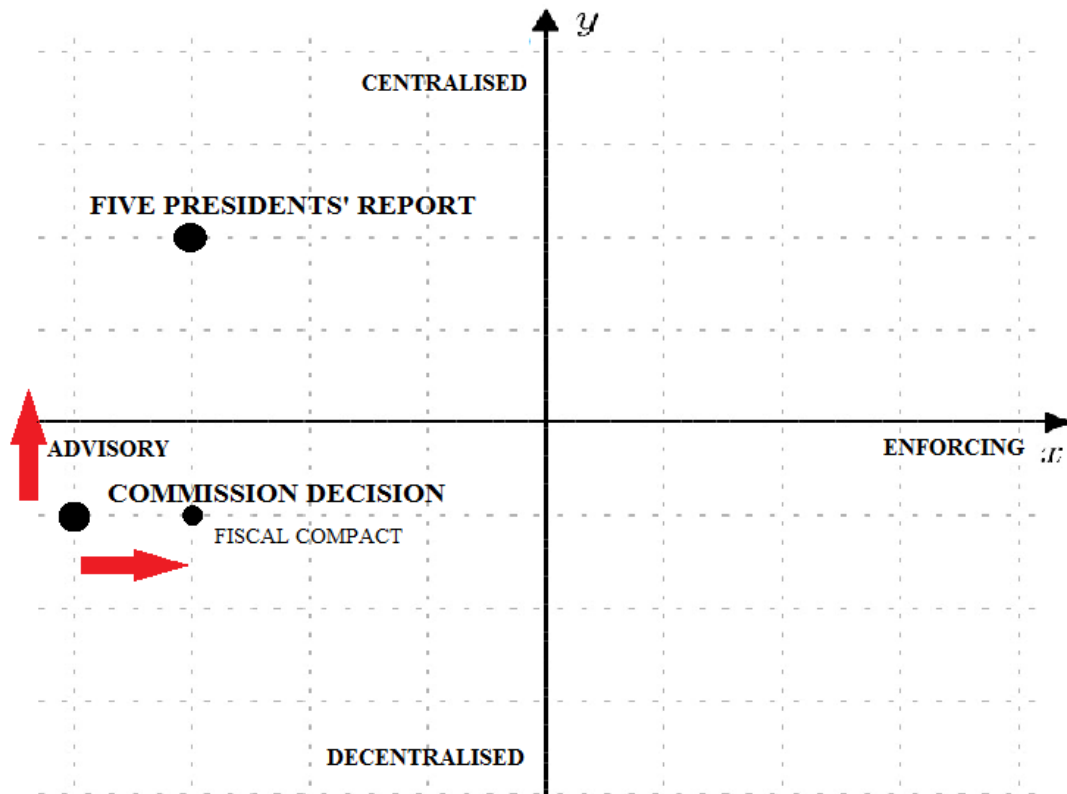 y
CENTRALISED
FIVE PRESIDENTS' REPORT
ADVISORY
ENFORCING
x
COMMISSION DECISION
FISCAL COMPACT
DECENTRALISED